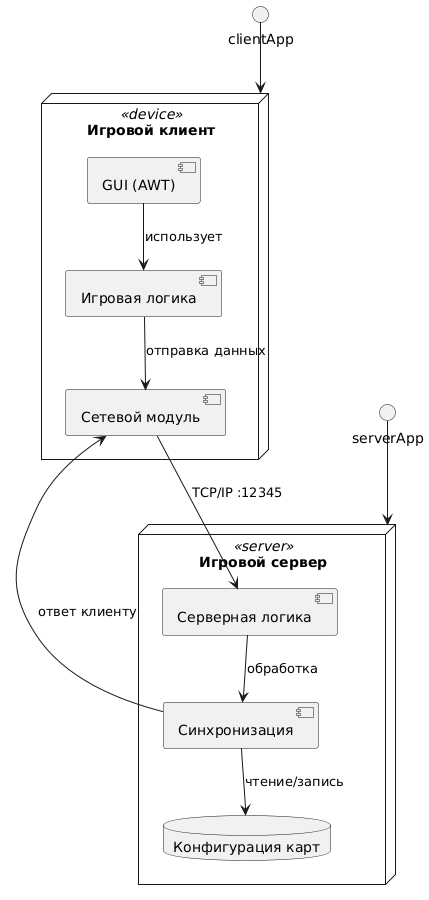 clientApp
«device»
Игровой клиент
GUI (AWT)
использует
Игровая логика
отправка данных
Сетевой модуль
serverApp
TCP/IP :12345
«server»
Игровой сервер
Серверная логика
ответ клиенту
обработка
Синхронизация
чтение/запись
Конфигурация карт